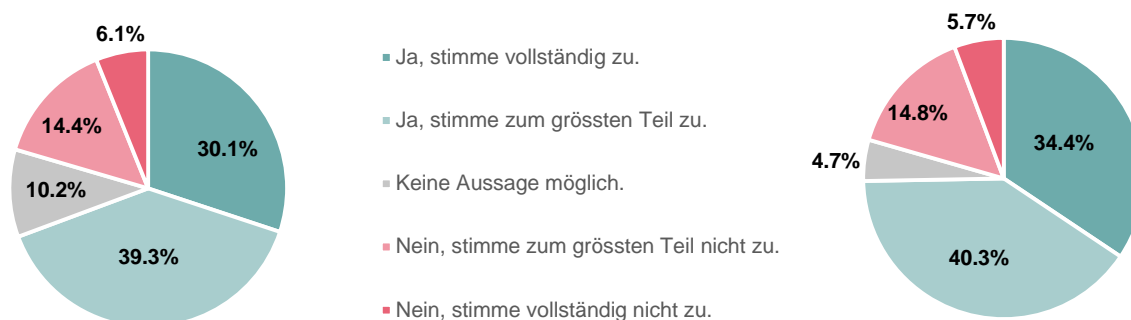 6.1%
30.1%
14.4%
10.2%
39.3%
Ja, stimme vollständig zu.
Ja, stimme zum grössten Teil zu.
Keine Aussage möglich.
Nein, stimme zum grössten Teil nicht zu.
Nein, stimme vollständig nicht zu.
5.7%
14.8%
34.4%
4.7%
40.3%